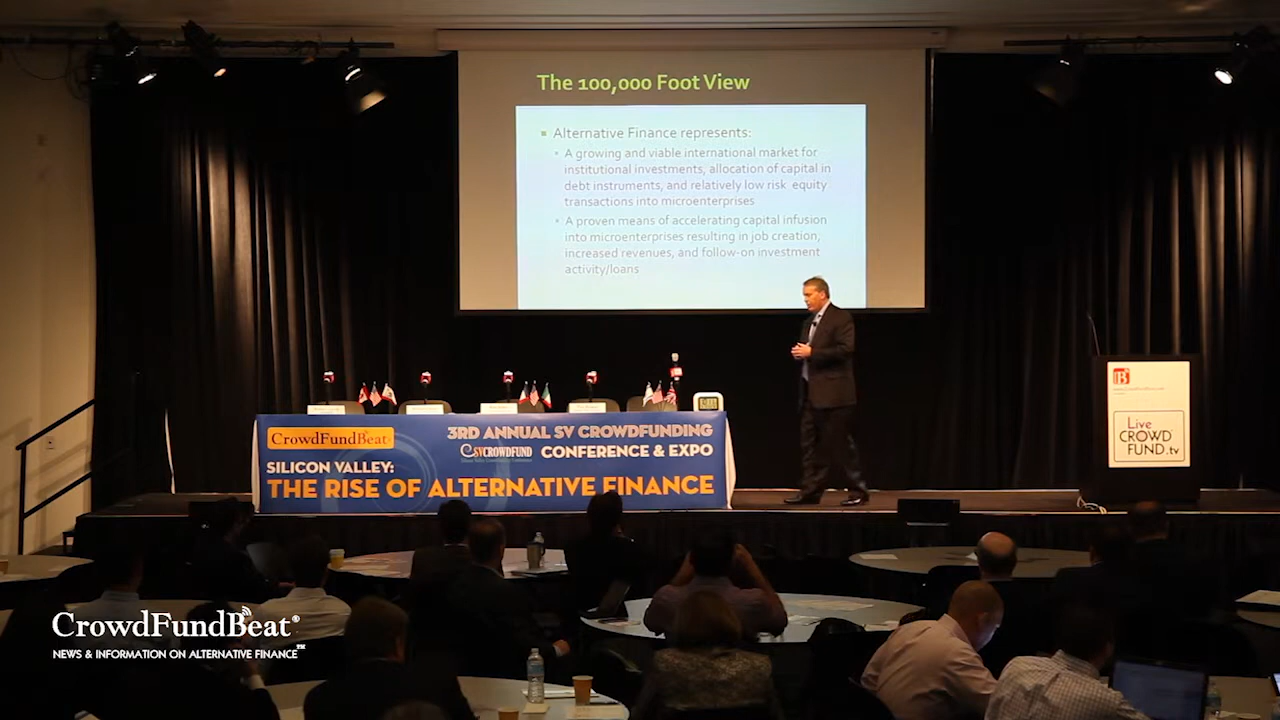 The 100,000 Foot View
Alternative Finance represents:
A growing and viable international market for
institutional investments, allocation of capital in
debt instruments, and relatively low risk equity
transactions into microenterprises
A proven means of accelerating capital infusion
into microenterprises resulting in job creation,
increased revenues, and follow-on investment
activity/loans
CrowdFundBeat
3RD ANNUAL SV CROWDFUNDING
SVCROWDFUND CONFERENCE & EXPO
SILICON VALLEY:
THE RISE OF ALTERNATIVE FINANCE
B
Live
CROWD
FUND.tv
CrowdFundBeat®
NEWS & INFORMATION ON ALTERNATIVE FINANCE™